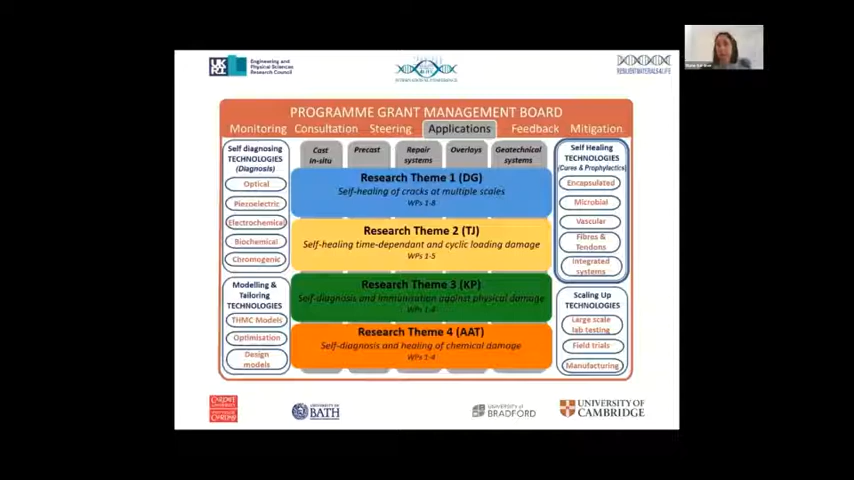 UK
RI
Engineering and
Physical Sciences
Research Council
RESILIENTMATERIALS4LIFE
PROGRAMME GRANT MANAGEMENT BOARD
Monitoring Consultation Steering Applications Feedback Mitigation
Self diagnosing
TECHNOLOGIES
(Diagnosis)
Optical
Piezoelectric
Electrochemical
Biochemical
Chromogenic
Modelling &
Tailoring
TECHNOLOGIES
THMC Models
Optimisation
Design
models
Cast
in-situ
Precast
Repair
systems
Overlays
Geotechnical
systems
Research Theme 1 (DG)
Self-healing of cracks at multiple scales
WPs 1-8
Research Theme 2 (TJ)
Self-healing time-dependant and cyclic loading damage
WPs 1-5
Research Theme 3 (KP)
Self-diagnosis and immunisation against physical damage
Research Theme 4 (AAT)
Self-diagnosis and healing of chemical damage
WPs 1-4
Self Healing
TECHNOLOGIES
(Cures & Prophylactics)
Encapsulated
Microbial
Vascular
Fibres &
Tendons
Integrated
systems
Scaling Up
TECHNOLOGIES
Large scale
lab testing
Field trials
Manufacturing
CARDIFF
UNIVERSITY
PRIFYSGOL
CAERDYDD
UNIVERSITY OF
BATH
UNIVERSITY OF
BRADFORD
UNIVERSITY OF
CAMBRIDGE